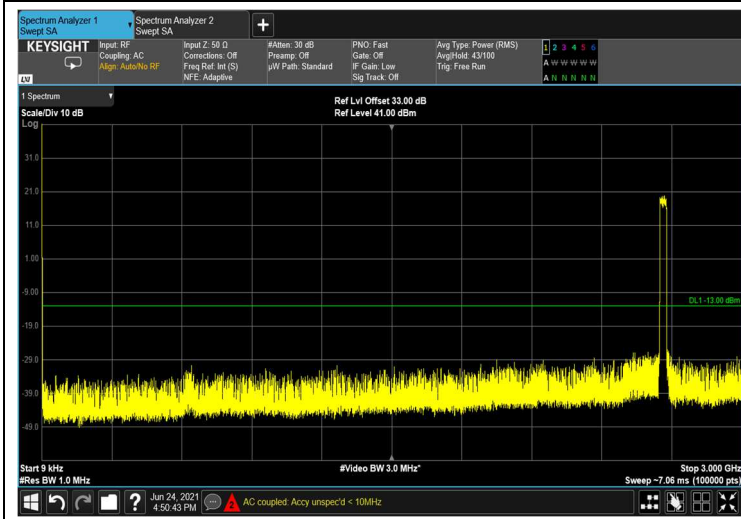 Spectrum Analyzer 1
Swept SA
Spectrum Analyzer 2
Swept SA
+
KEYSIGHT
LXI
Input: RF
Coupling: AC
Align: Auto/No RF
Input Z: 50 Ω
Corrections: Off
Freq Ref: Int (S)
NFE: Adaptive
#Atten: 30 dB
Preamp: Off
µW Path: Standard
PNO: Fast
Gate: Off
IF Gain: Low
Sig Track: Off
Avg Type: Power (RMS)
Avg|Hold: 43/100
Trig: Free Run
1 2 3 4 5 6
A W W W W W
A N N N N N
1 Spectrum
Scale/Div 10 dB
Ref Lvl Offset 33.00 dB
Ref Level 41.00 dBm
Log
31.0
21.0
11.0
1.00
-9.00
DL1 -13.00 dBm
-19.0
-29.0
-39.0
-49.0
Start 9 kHz
#Video BW 3.0 MHz*
Stop 3.000 GHz
#Res BW 1.0 MHz
Sweep ~7.06 ms (100000 pts)
?
Jun 24, 2021
4:50:43 PM
AC coupled: Accy unspec'd < 10MHz